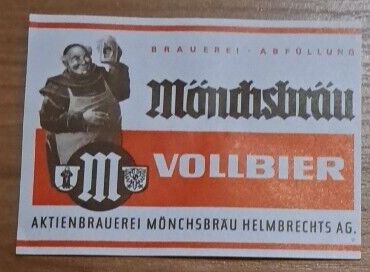 BRAUEREI-ABFÜLLUNG
Mönchsbräu
M
VOLLBIER
AKTIENBRAUEREI MÖNCHSBRÄU HELMBRECHTS AG.